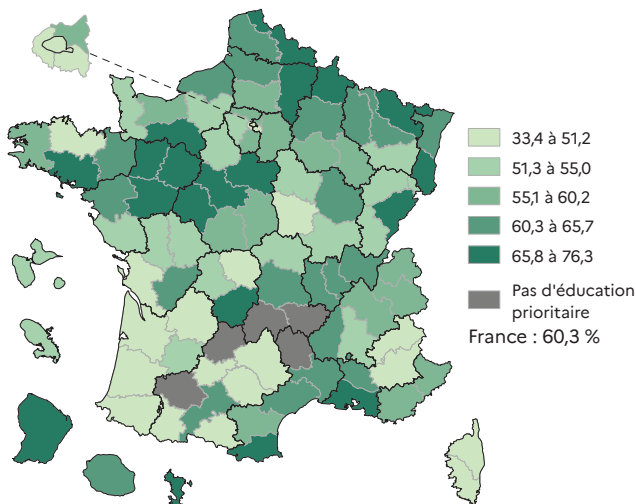 33,4 à 51,2
51,3 à 55,0
55,1 à 60,2
60,3 à 65,7
65,8 à 76,3
Pas d'éducation
prioritaire
France : 60,3 %